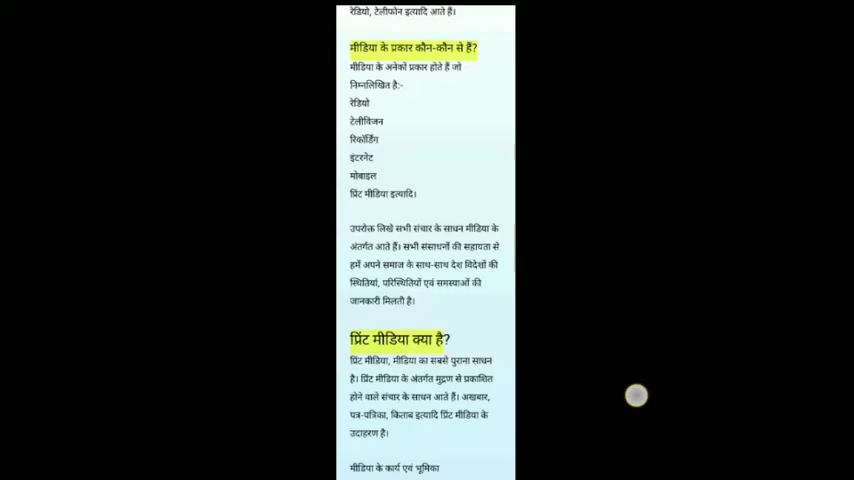 रेडियो, टेलीफोन इत्यादि आते हैं।
मीडिया के प्रकार कौन-कौन से हैं?
मीडिया के अनेकों प्रकार होते हैं जो
निम्नलिखित है:-
रेडियो
टेलीविजन
रिकॉर्डिंग
इंटरनेट
मोबाइल
प्रिंट मीडिया इत्यादि।
उपरोक्त लिखे सभी संचार के साधन मीडिया के
अंतर्गत आते हैं। सभी संसाधनों की सहायता से
हमें अपने समाज के साथ-साथ देश विदेशों की
स्थितियां, परिस्थितियों एवं समस्याओं की
जानकारी मिलती है।
प्रिंट मीडिया क्या है?
प्रिंट मीडिया, मीडिया का सबसे पुराना साधन
है। प्रिंट मीडिया के अंतर्गत मुद्रण से प्रकाशित
होने वाले संचार के साधन आते हैं। अखबार,
पत्र-पत्रिका, किताब इत्यादि प्रिंट मीडिया के
उदाहरण है।
मीडिया के कार्य एवं भूमिका